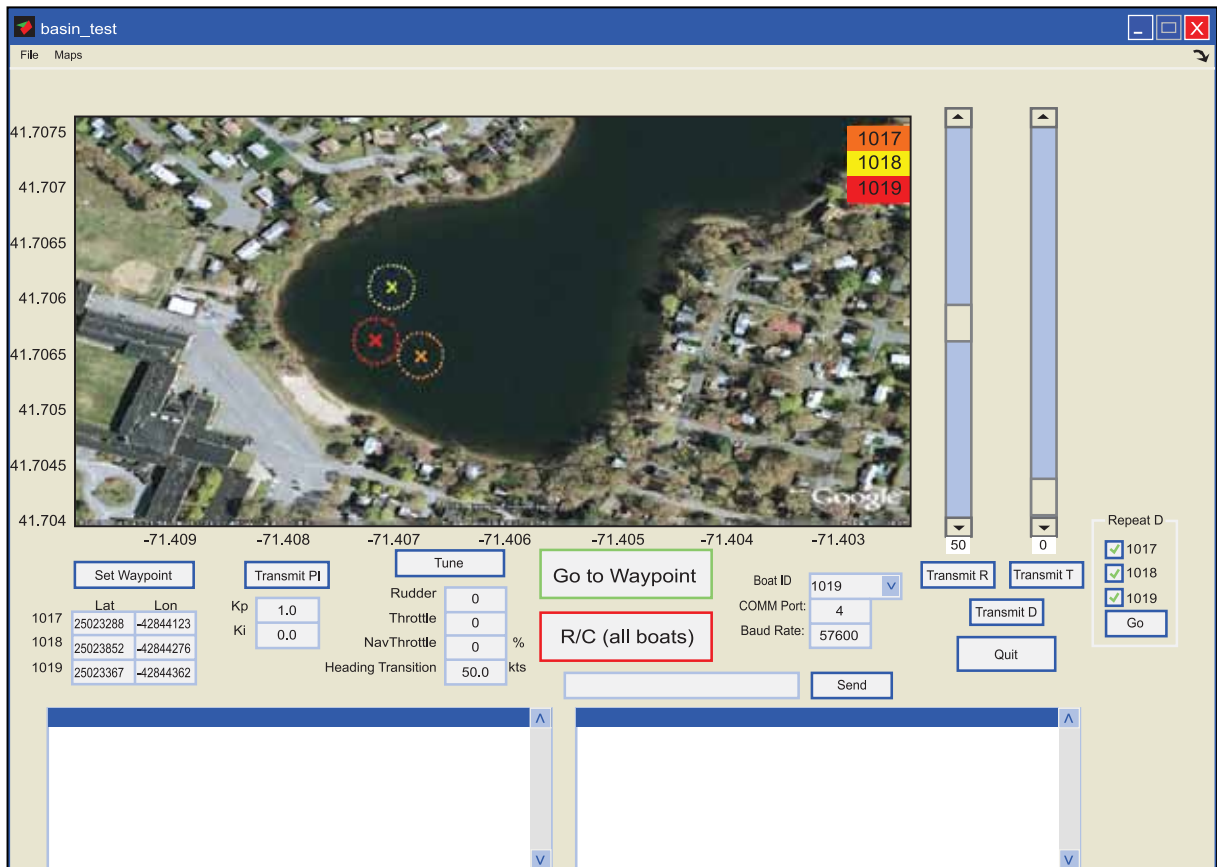 basin_test
File Maps
41.7075
41.707
41.7065
41.706
41.7065
41.705
41.7045
41.704
1017
1018
1019
Google
-71.409 -71.408 -71.407 -71.406 -71.405 -71.404 -71.403
50 0
Set Waypoint
Lat Lon
1017 25023288 -42844123
1018 25023852 -42844276
1019 25023367 -42844362
Transmit PI
Kp 1.0
Ki 0.0
Tune
Rudder 0
Throttle 0
NavThrottle 0 %
Heading Transition 50.0 kts
Go to Waypoint
R/C (all boats)
Boat ID 1019
COMM Port: 4
Baud Rate: 57600
Send
Transmit R Transmit T
Transmit D
Quit
Repeat D
1017
1018
1019
Go